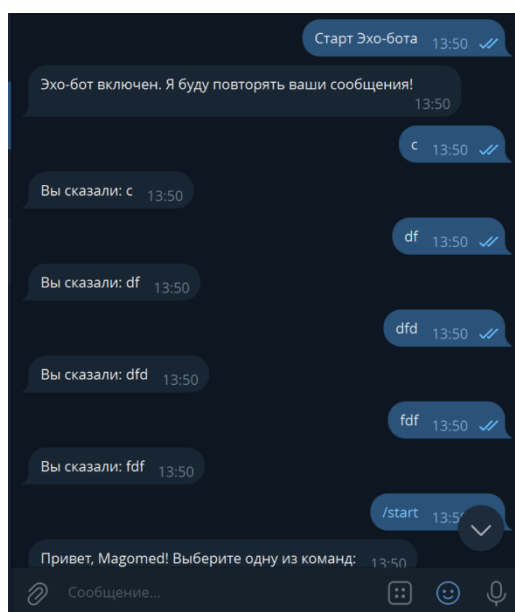 Старт Эхо-бота 13:50
Эхо-бот включен. Я буду повторять ваши сообщения!
13:50
с 13:50
Вы сказали: с 13:50
df 13:50
Вы сказали: df 13:50
dfd 13:50
Вы сказали: dfd 13:50
fdf 13:50
Вы сказали: fdf 13:50
/start
Привет, Magomed! Выберите одну из команд: 13:50
Сообщение...